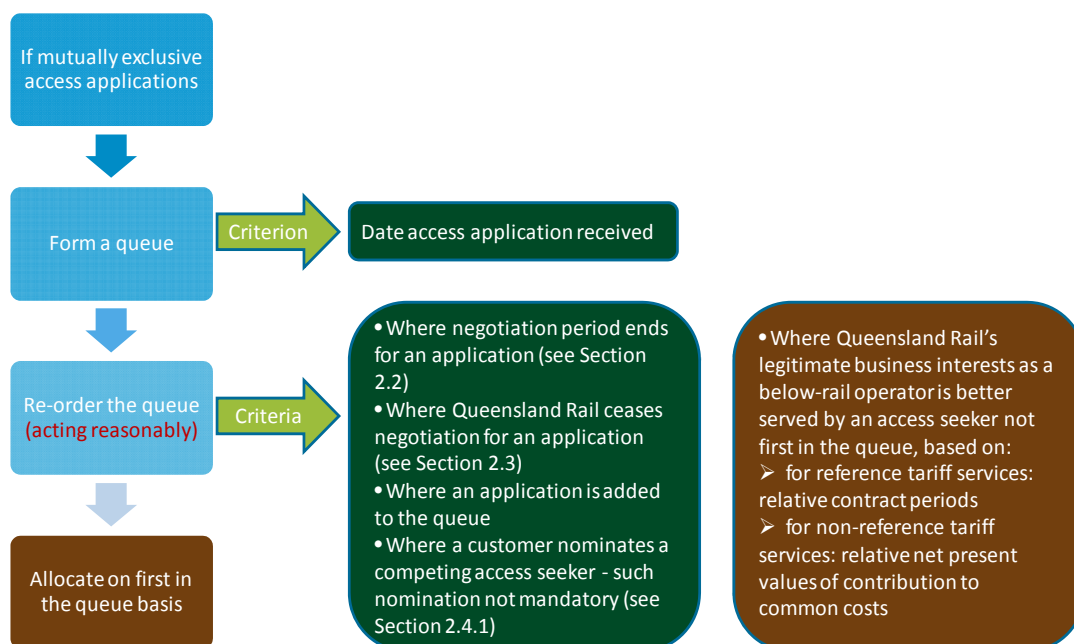 If mutually exclusive
access applications
Form a queue
Criterion
Date access application received
Re-order the queue
(acting reasonably)
Criteria
• Where negotiation period ends
for an application (see Section
2.2)
• Where Queensland Rail ceases
negotiation for an application
(see Section 2.3)
• Where an application is added
to the queue
• Where a customer nominates a
competing access seeker - such
nomination not mandatory (see
Section 2.4.1)
• Where Queensland Rail's
legitimate business interests as a
below-rail operator is better
served by an access seeker not
first in the queue, based on:
➢ for reference tariff services:
relative contract periods
➢ for non-reference tariff
services: relative net present
values of contribution to
common costs
Allocate on first in
the queue basis